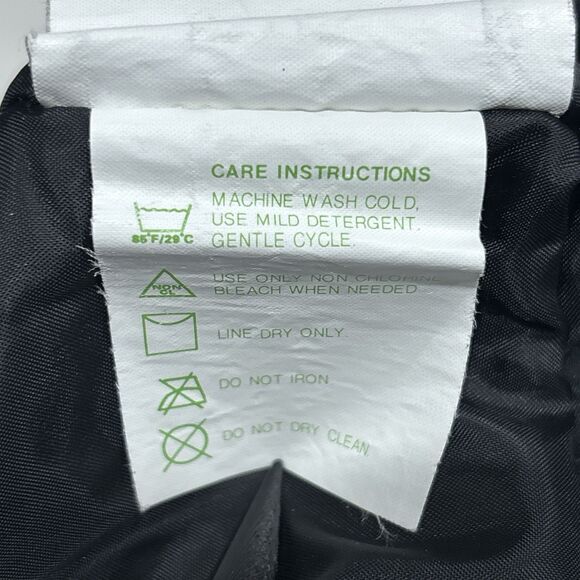 CARE INSTRUCTIONS
MACHINE WASH COLD,
USE MILD DETERGENT.
GENTLE CYCLE.
85°F/29°C
USE ONLY NON CHLORINE
NON
CL
BLEACH WHEN NEEDED
LINE DRY ONLY.
DO NOT IRON
DO NOT DRY CLEAN.